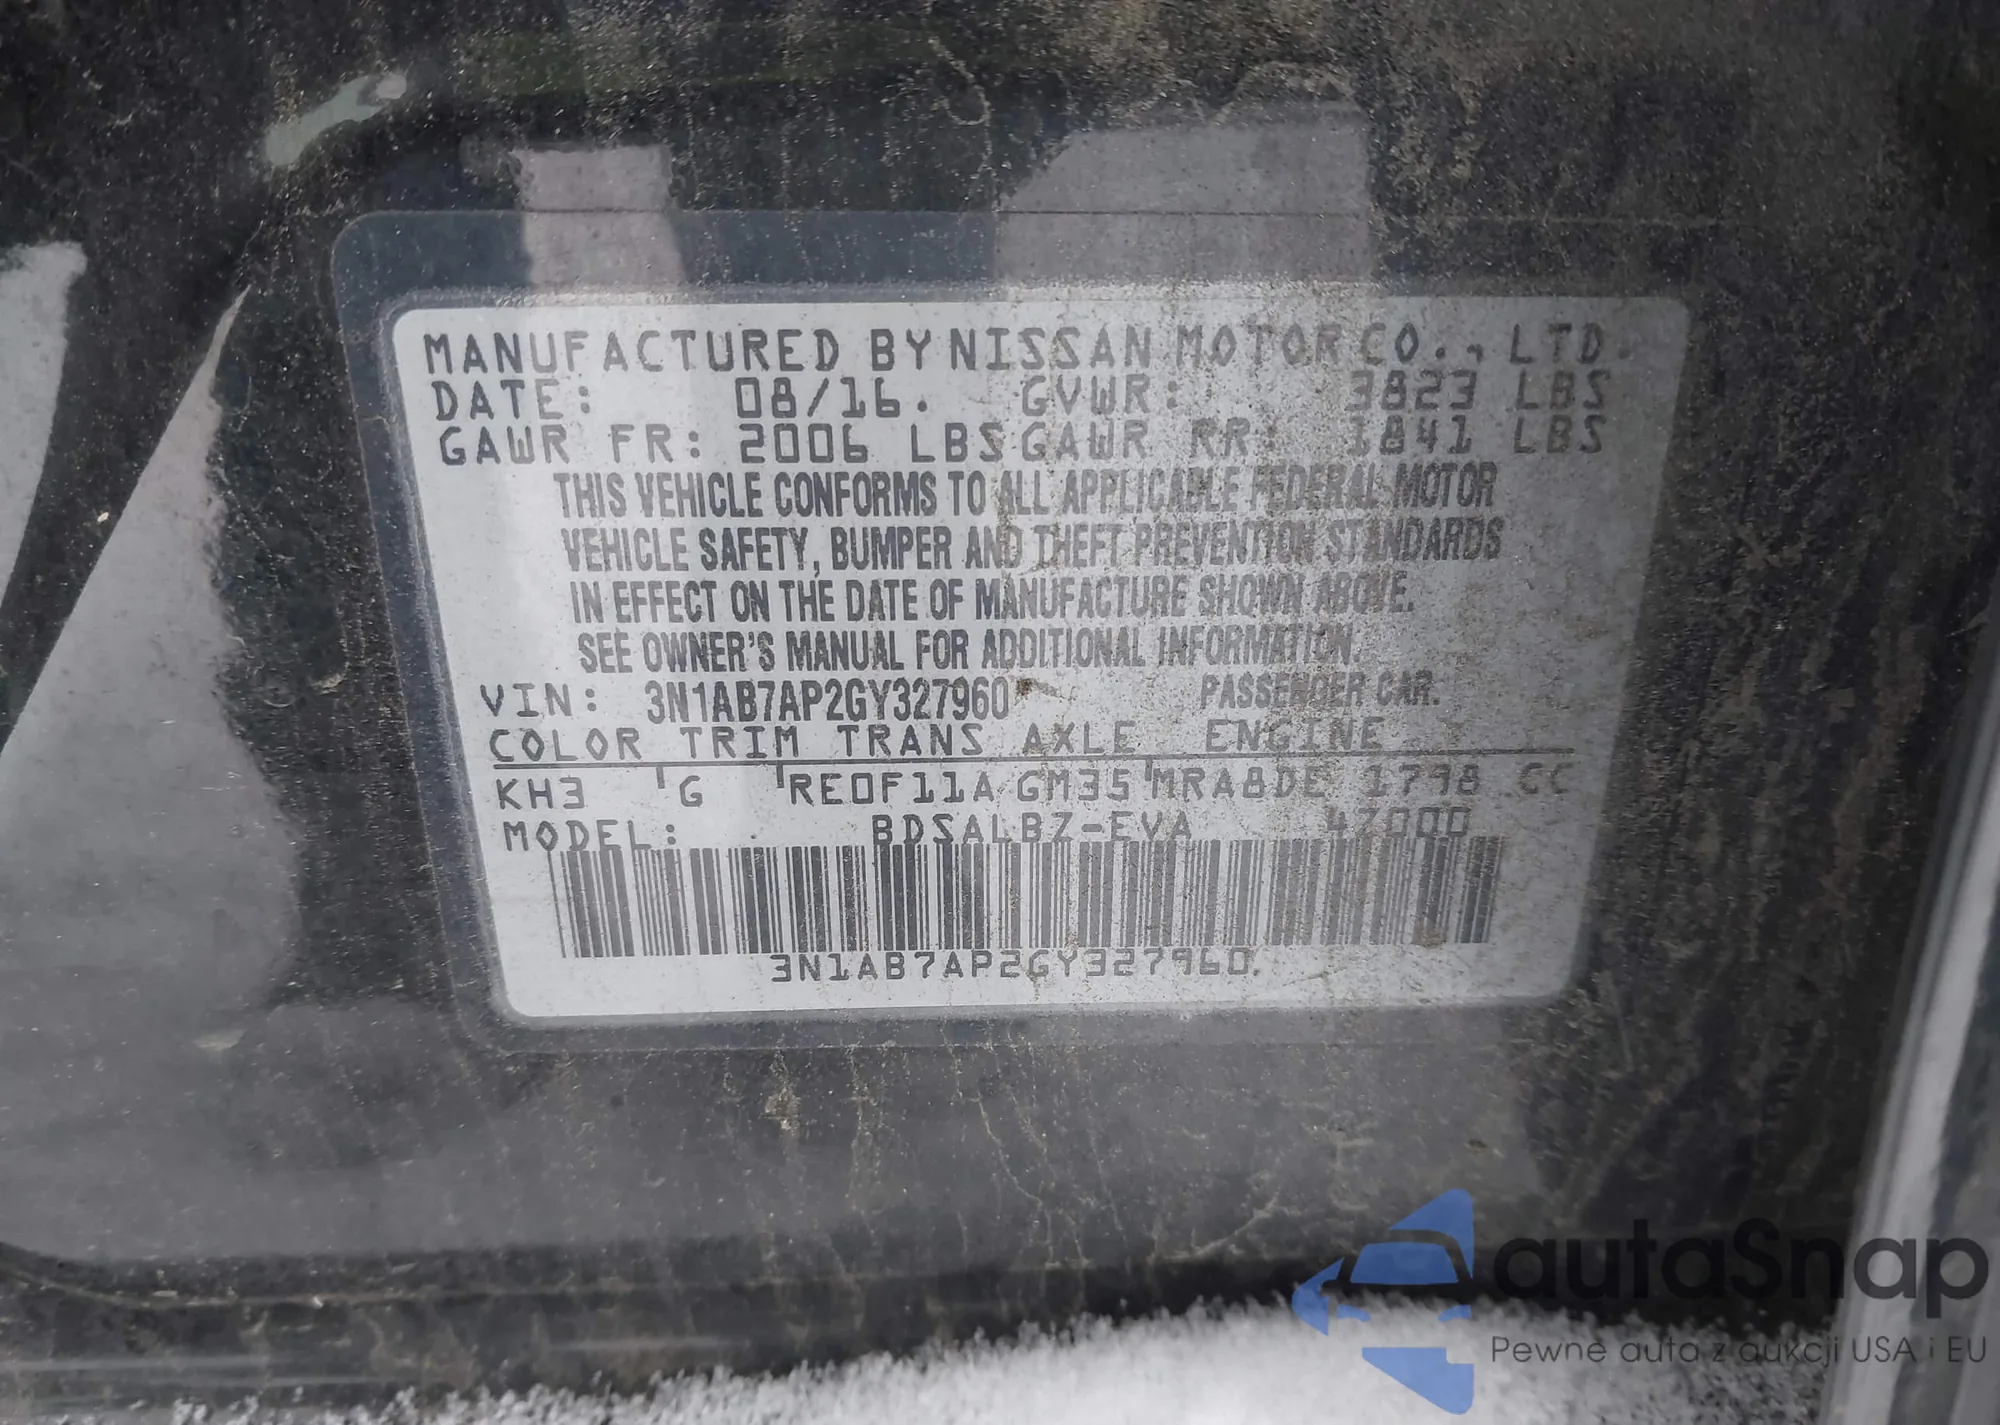 MANUFACTURED BY NISSAN MOTOR CO., LTD.
DATE: 08/16. GVWR: 3823 LBS
GAWR FR: 2006 LBS GAWR RR: 1841 LBS
THIS VEHICLE CONFORMS TO ALL APPLICABLE FEDERAL MOTOR
VEHICLE SAFETY, BUMPER AND THEFT PREVENTION STANDARDS
IN EFFECT ON THE DATE OF MANUFACTURE SHOWN ABOVE.
SEE OWNER'S MANUAL FOR ADDITIONAL INFORMATION.
VIN: 3N1AB7AP2GY327960 PASSENGER CAR.
COLOR TRIM TRANS AXLE ENGINE
KH3 G RE0F11A GM35 MRA8DE 1798 CC
MODEL: BDSALBZ-EVA 47000
3N1AB7AP2GY327960.
autaSnap
Pewne auta z aukcji USA i EU